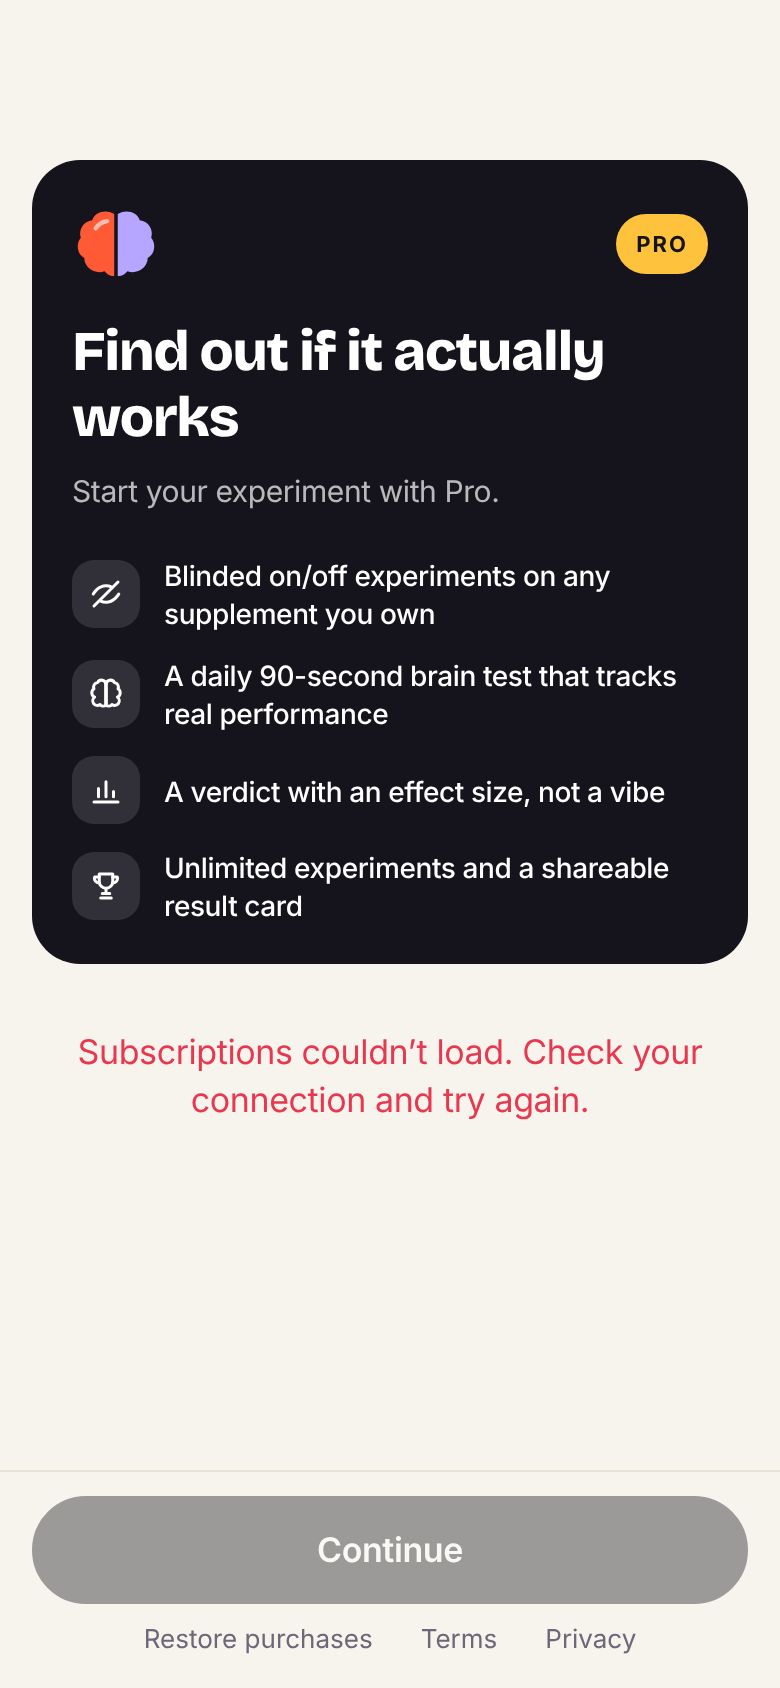 PRO
Find out if it actually
works
Start your experiment with Pro.
Blinded on/off experiments on any
supplement you own
A daily 90-second brain test that tracks
real performance
A verdict with an effect size, not a vibe
Unlimited experiments and a shareable
result card
Subscriptions couldn’t load. Check your
connection and try again.
Continue
Restore purchases Terms Privacy